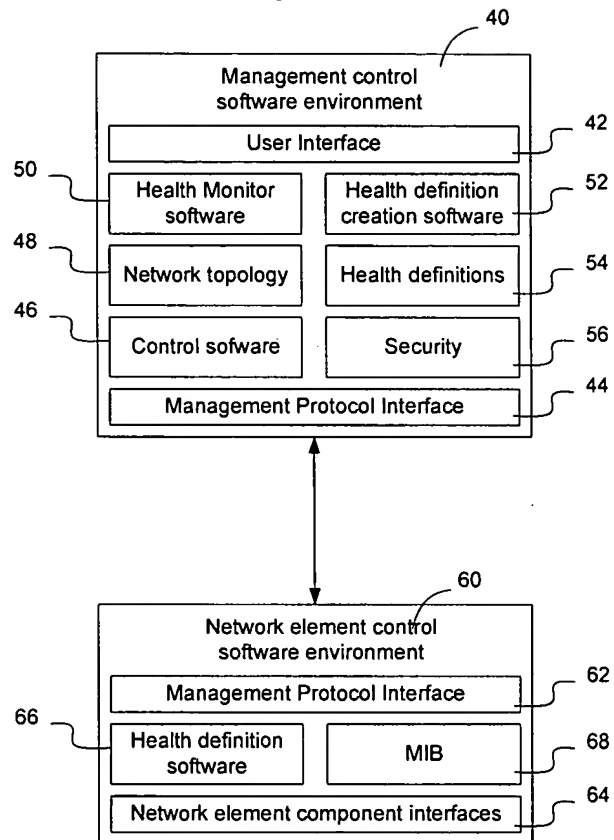 40
Management control
software environment
User Interface
42
50
Health Monitor
software
Health definition
creation software
52
48
Network topology
Health definitions
54
46
Control sofware
Security
56
Management Protocol Interface
44
60
Network element control
software environment
Management Protocol Interface
62
66
Health definition
software
MIB
68
Network element component interfaces
64